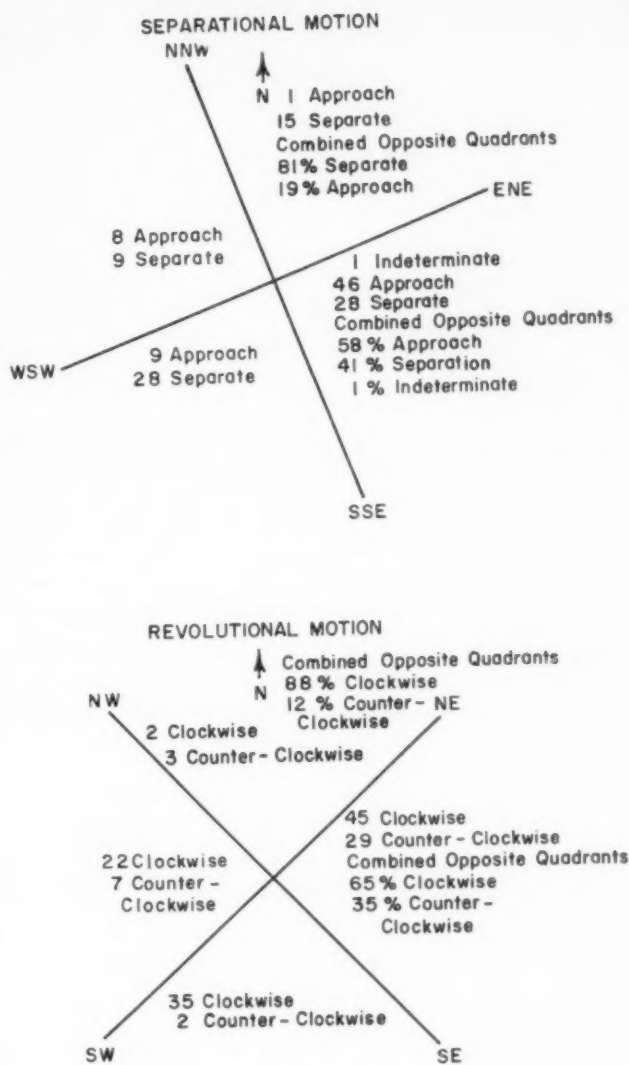 SEPARATIONAL MOTION
NNW
N 1 Approach
15 Separate
Combined Opposite Quadrants
81% Separate
19% Approach
ENE
8 Approach
9 Separate
1 Indeterminate
46 Approach
28 Separate
Combined Opposite Quadrants
58% Approach
41% Separation
1% Indeterminate
9 Approach
28 Separate
WSW
SSE
REVOLUTIONAL MOTION
Combined Opposite Quadrants
N 88% Clockwise
12% Counter-
Clockwise
NW
NE
2 Clockwise
3 Counter-Clockwise
45 Clockwise
29 Counter-Clockwise
Combined Opposite Quadrants
65% Clockwise
35% Counter-
Clockwise
22 Clockwise
7 Counter-
Clockwise
35 Clockwise
2 Counter-Clockwise
SW
SE